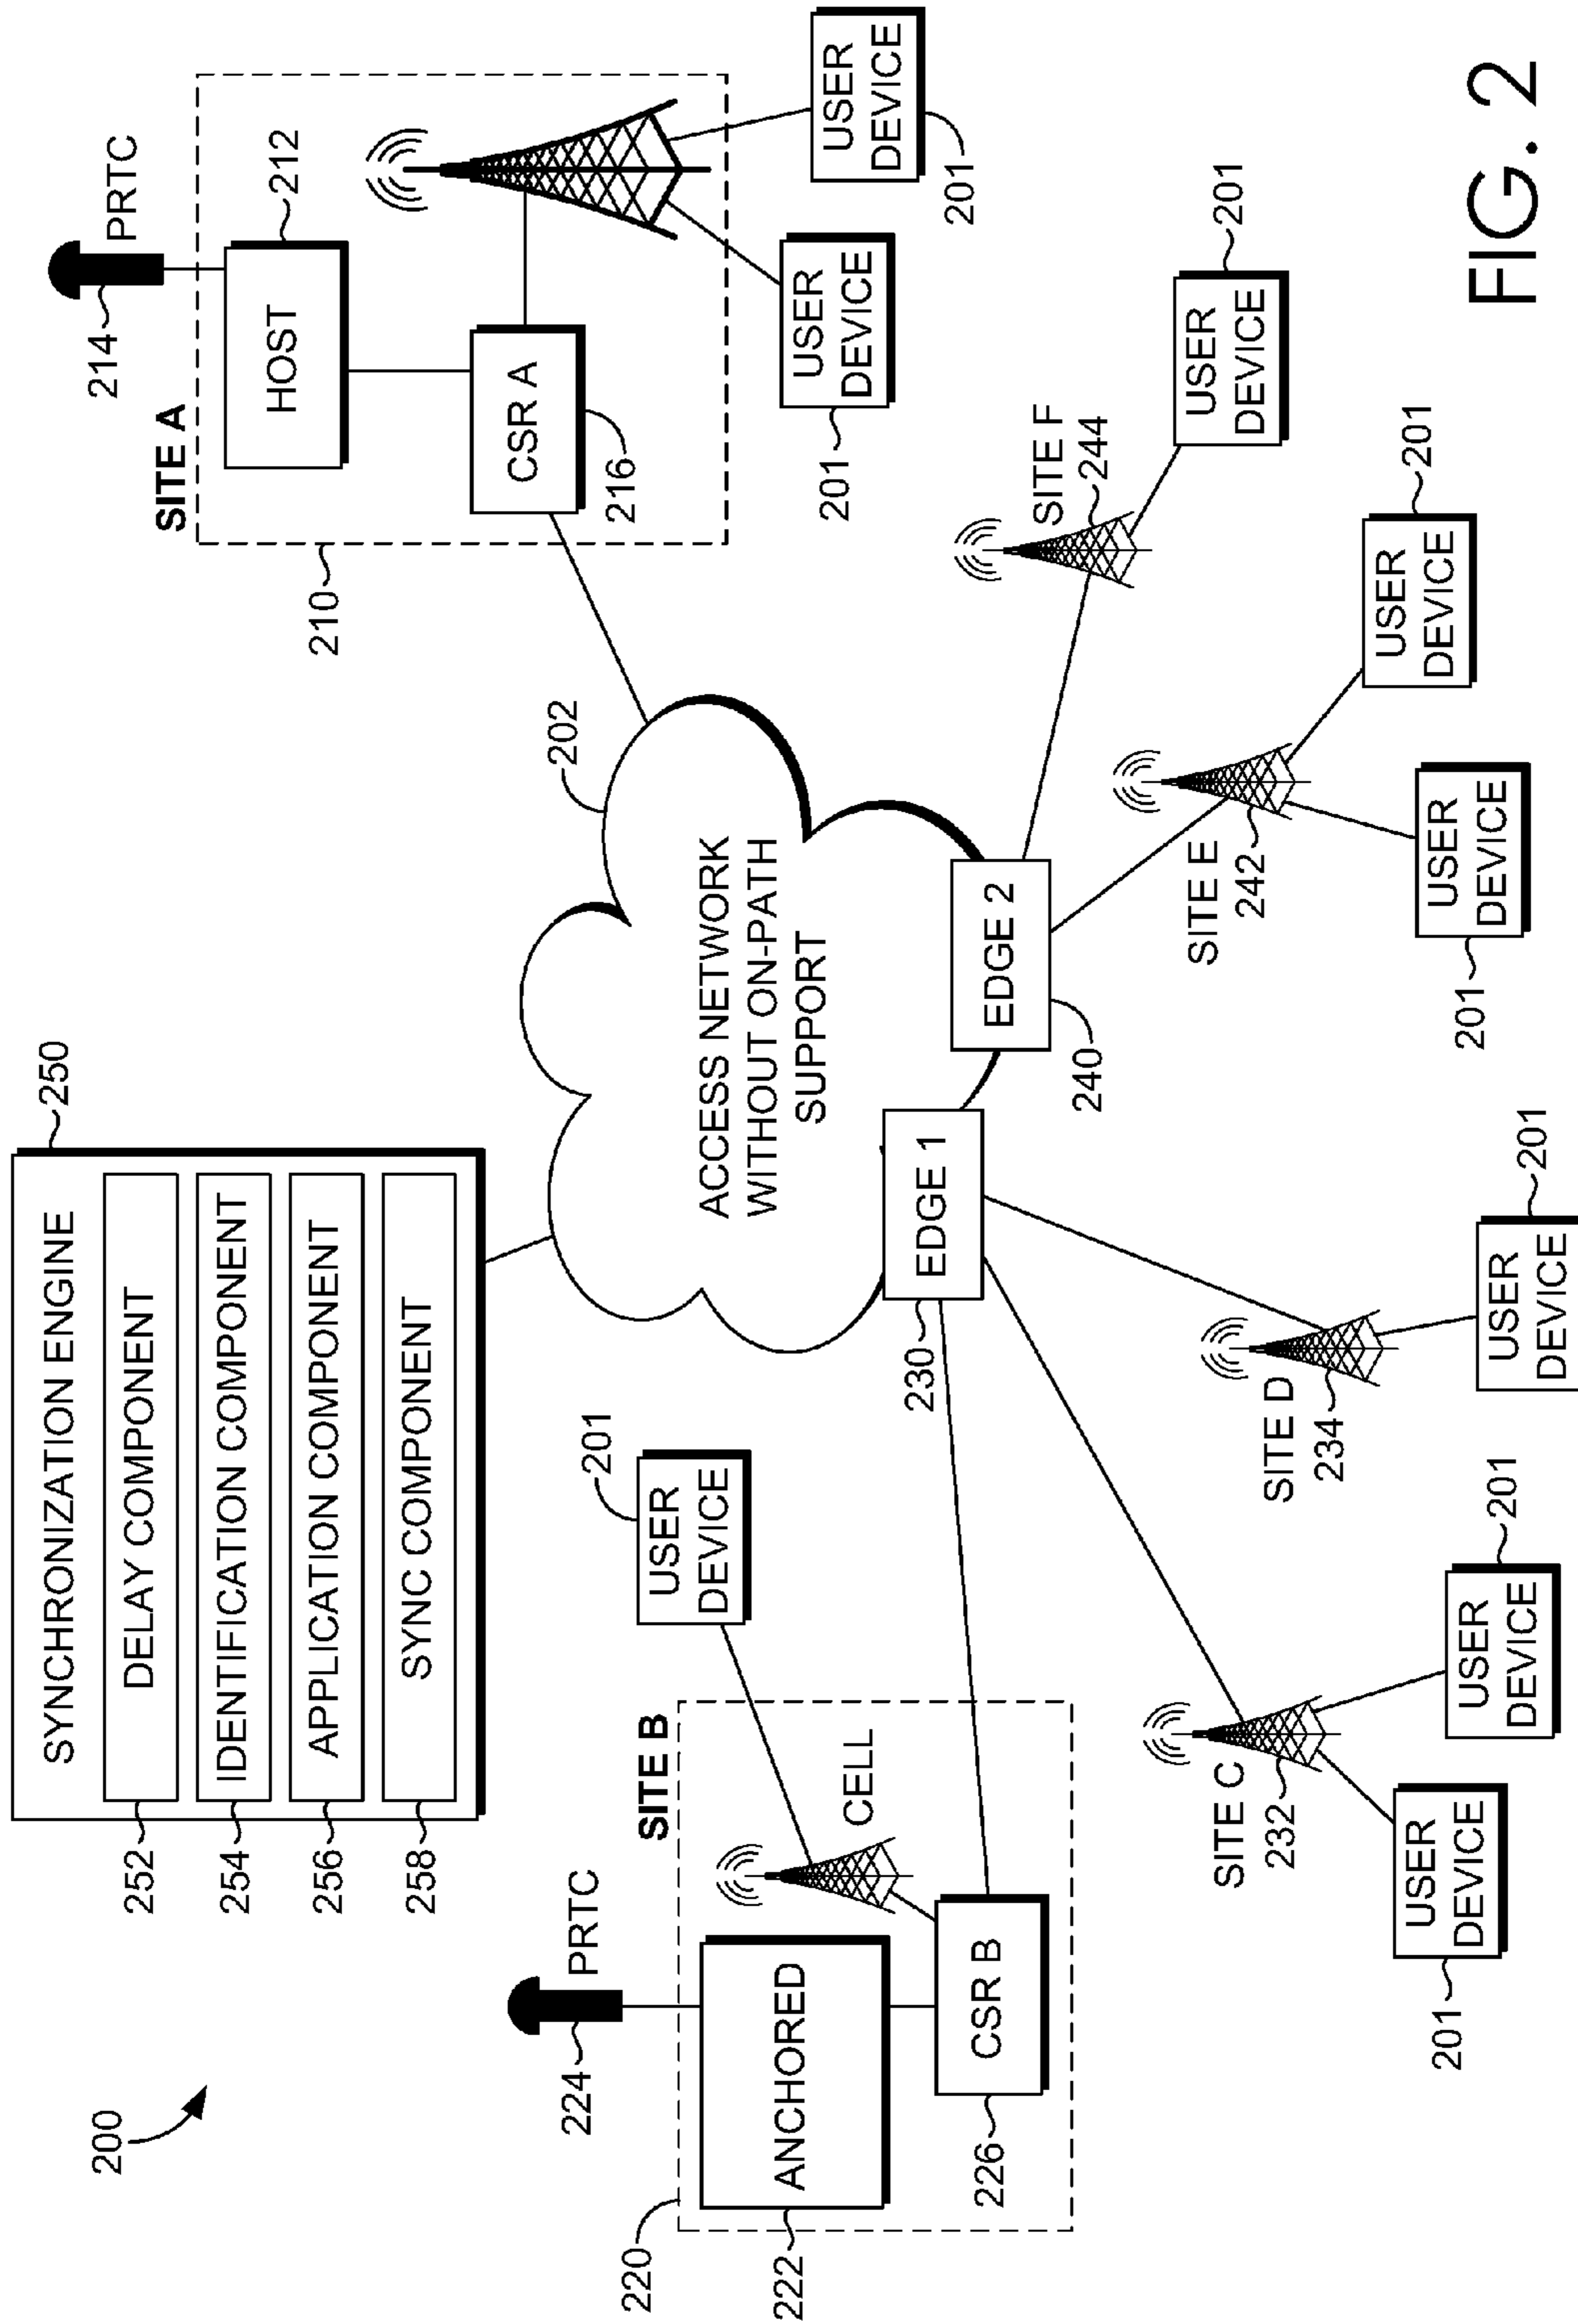 200
SYNCHRONIZATION ENGINE
250
DELAY COMPONENT
252
IDENTIFICATION COMPONENT
254
APPLICATION COMPONENT
256
SYNC COMPONENT
258
214
PRTC
SITE A
210
HOST
212
CSR A
216
USER
DEVICE
201
USER
DEVICE
201
202
ACCESS NETWORK
WITHOUT ON-PATH
SUPPORT
224
PRTC
SITE B
220
ANCHORED
222
CELL
CSR B
226
USER
DEVICE
201
EDGE 1
230
EDGE 2
240
SITE C
232
USER
DEVICE
201
USER
DEVICE
201
SITE D
234
USER
DEVICE
201
SITE E
242
USER
DEVICE
201
USER
DEVICE
201
SITE F
244
USER
DEVICE
201
FIG. 2